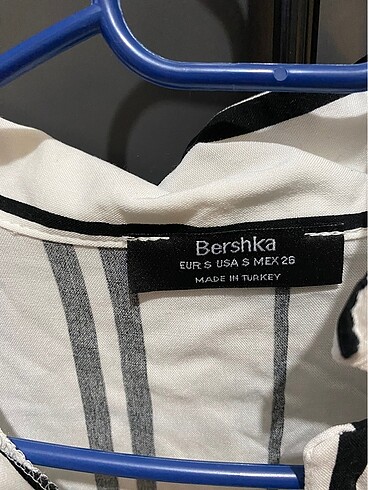 Bershka
EUR S USA S MEX 26
MADE IN TURKEY